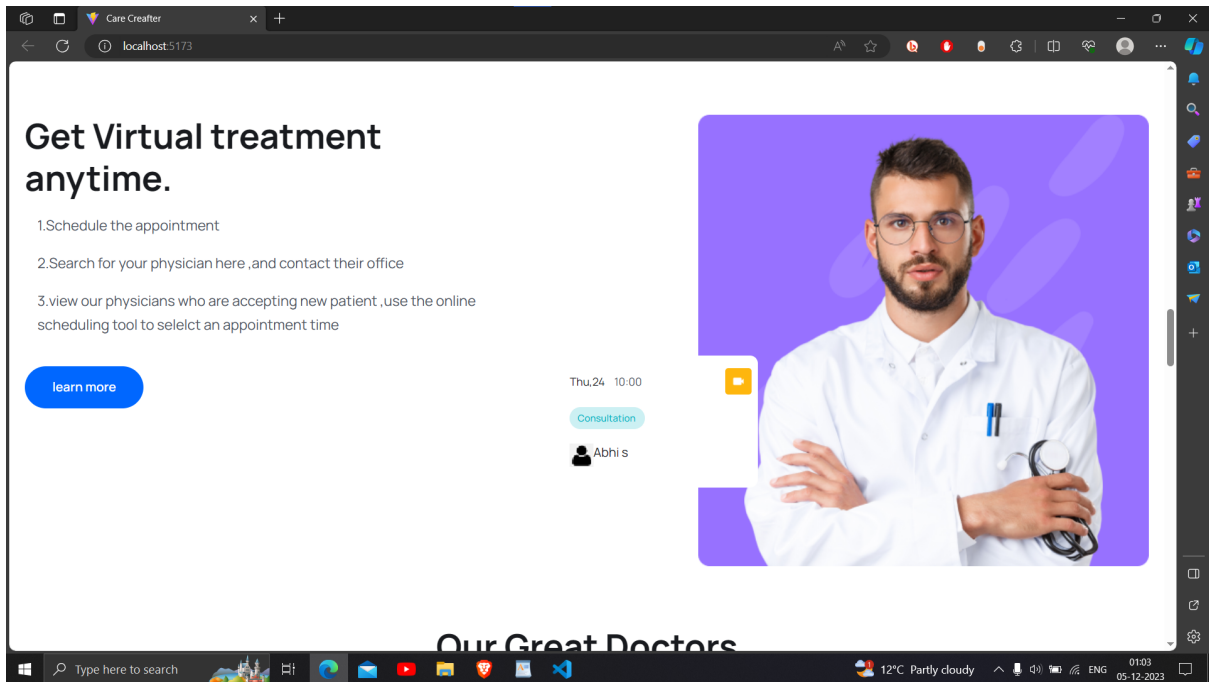 Care Creafter
localhost:5173
Get Virtual treatment
anytime.
1.Schedule the appointment
2.Search for your physician here ,and contact their office
3.view our physicians who are accepting new patient ,use the online
scheduling tool to selelct an appointment time
learn more
Thu,24 10:00
Consultation
Abhi s
Our Great Doctors
Type here to search
1
12°C Partly cloudy
ENG
01:03
05-12-2023